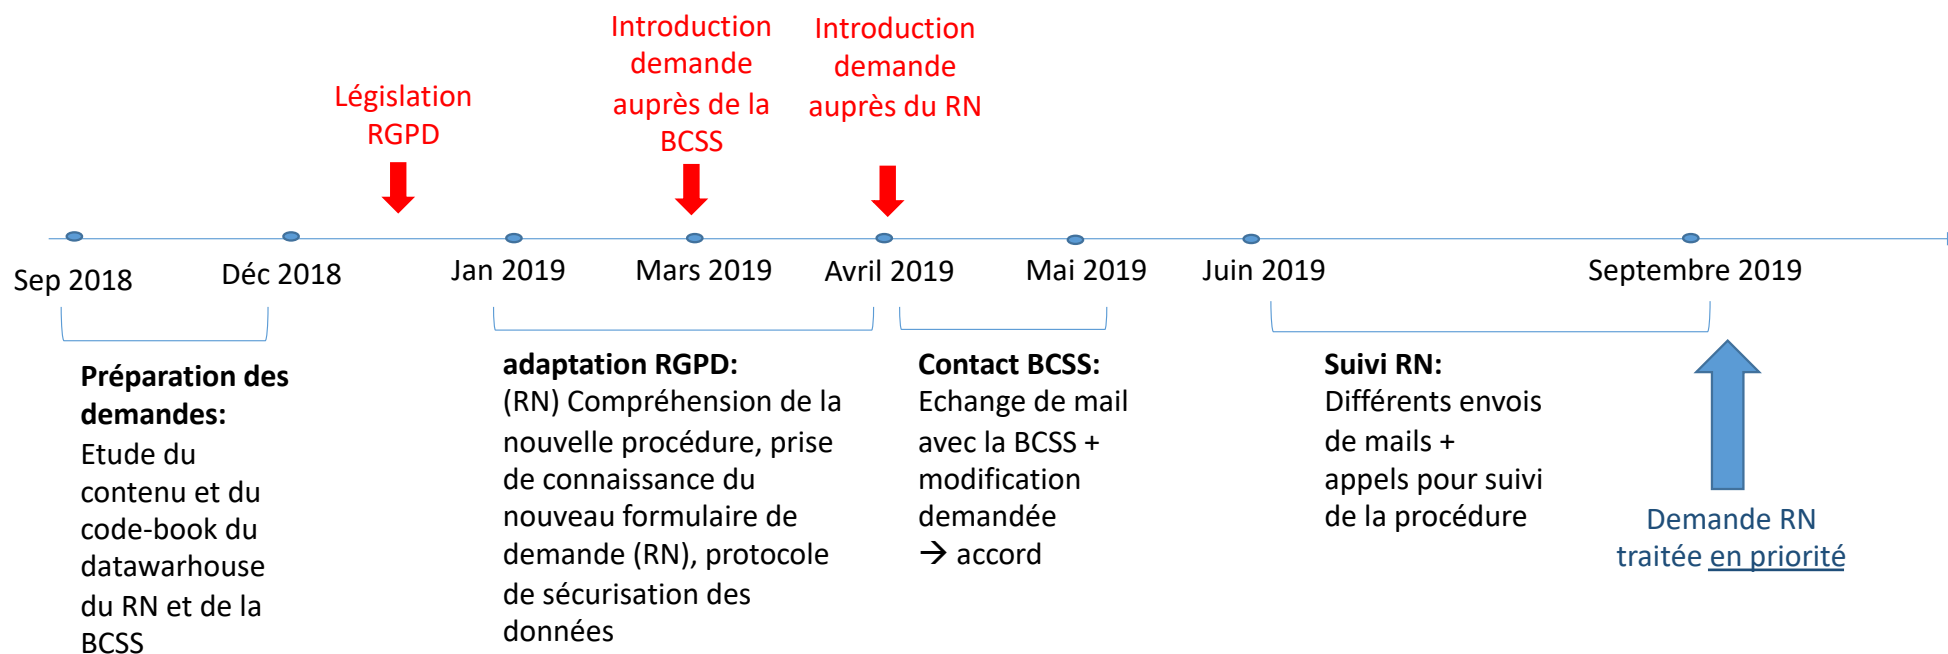 Introduction
demande
auprès de la
BCSS
Introduction
demande
auprès du RN
Législation
RGPD
Sep 2018
Déc 2018
Jan 2019
Mars 2019
Avril 2019
Mai 2019
Juin 2019
Septembre 2019
Préparation des
demandes:
Etude du
contenu et du
code-book du
datawarhouse
du RN et de la
BCSS
adaptation RGPD:
(RN) Compréhension de la
nouvelle procédure, prise
de connaissance du
nouveau formulaire de
demande (RN), protocole
de sécurisation des
données
Contact BCSS:
Echange de mail
avec la BCSS +
modification
demandée
→ accord
Suivi RN:
Différents envois
de mails +
appels pour suivi
de la procédure
Demande RN
traitée en priorité